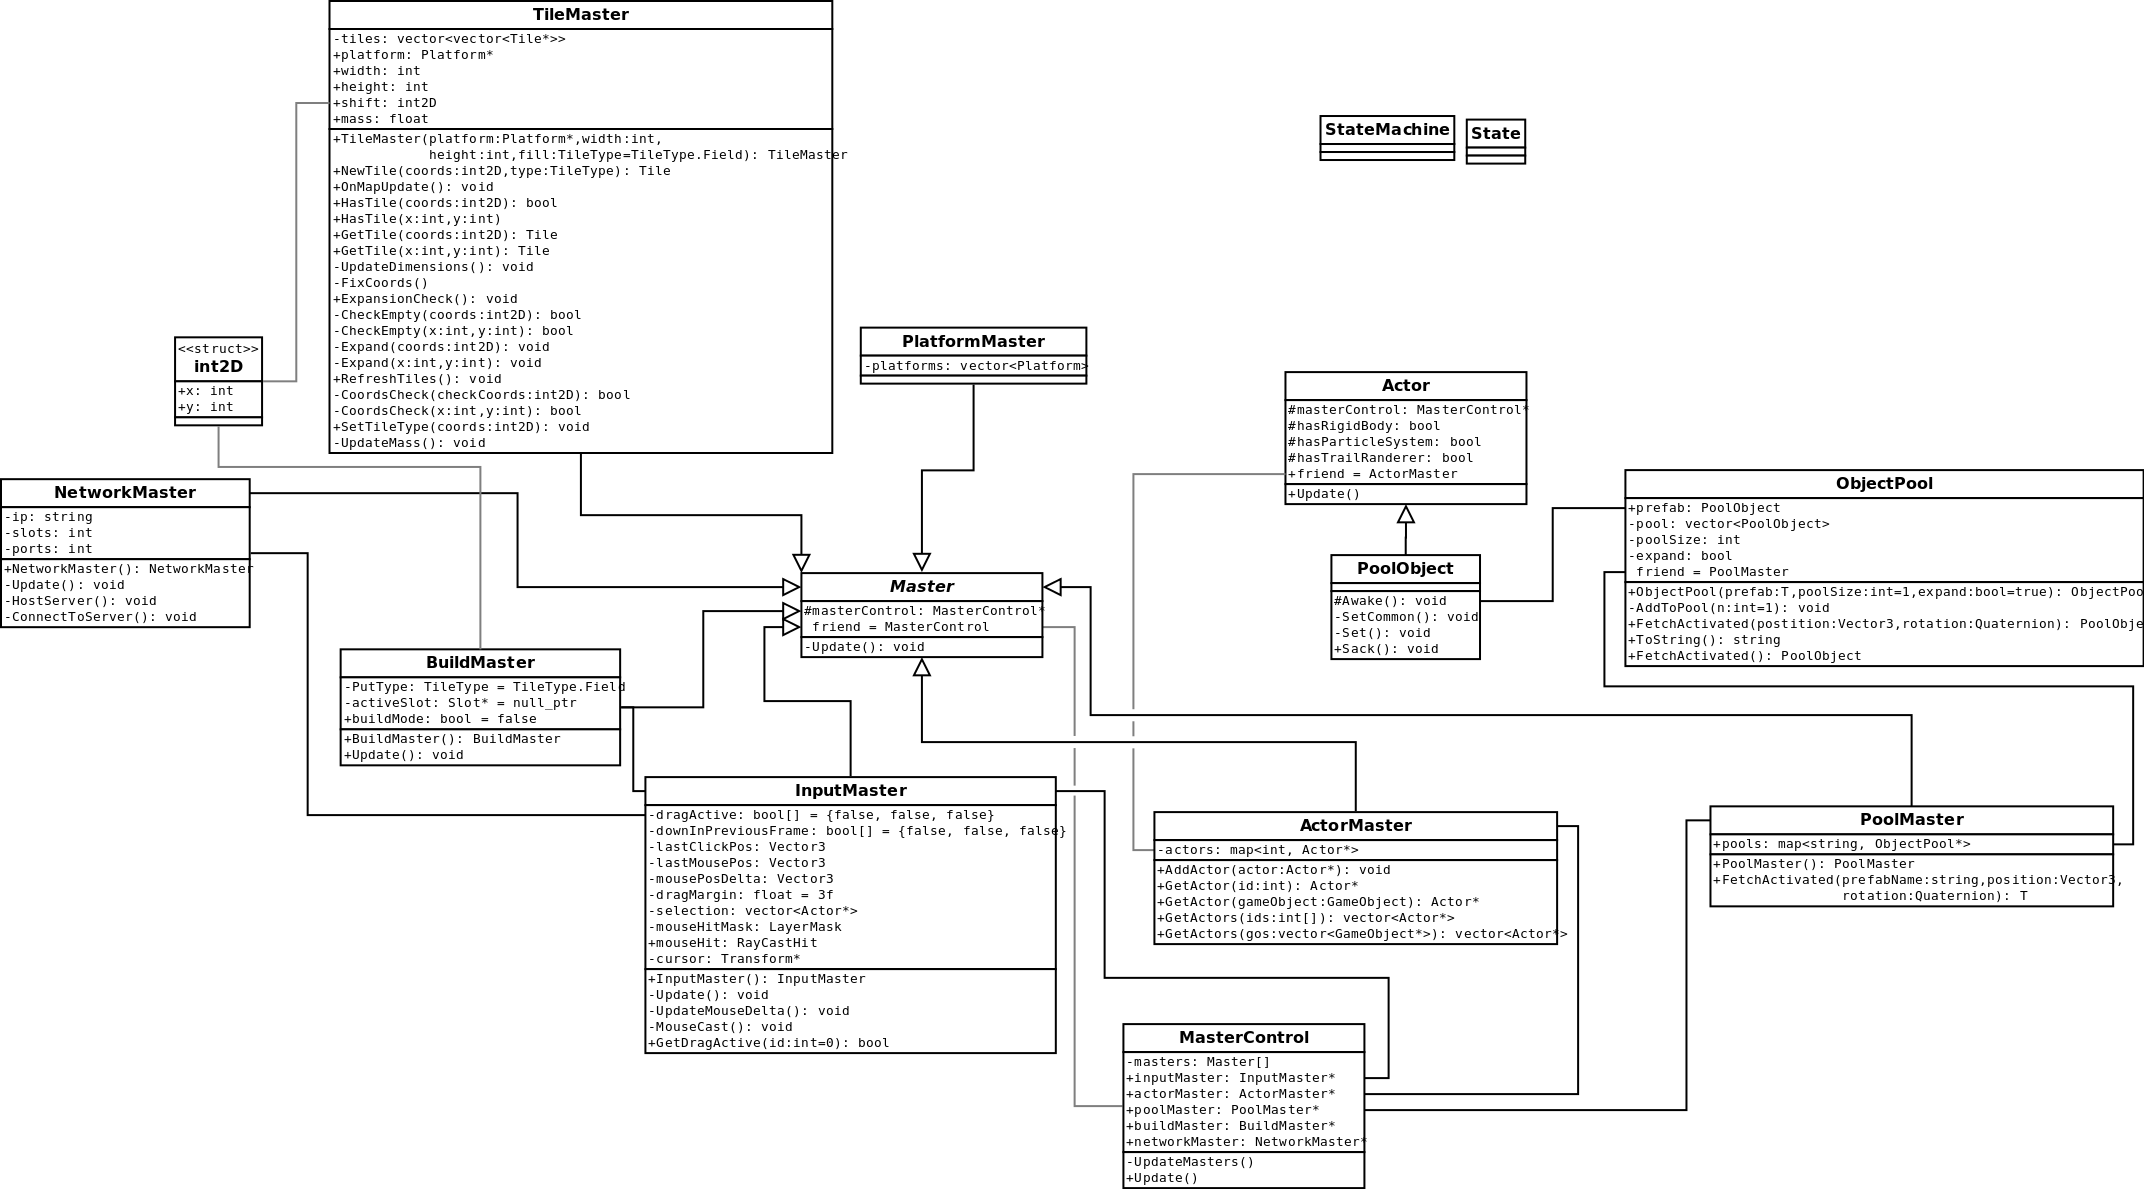 TileMaster
-tiles: vector<vector<Tile*>>
+platform: Platform*
+width: int
+height: int
+shift: int2D
+mass: float
+TileMaster(platform:Platform*,width:int,
height:int,fill:TileType=TileType.Field): TileMaster
+NewTile(coords:int2D,type:TileType): Tile
+OnMapUpdate(): void
+HasTile(coords:int2D): bool
+HasTile(x:int,y:int)
+GetTile(coords:int2D): Tile
+GetTile(x:int,y:int): Tile
-UpdateDimensions(): void
-FixCoords()
+ExpansionCheck(): void
-CheckEmpty(coords:int2D): bool
-CheckEmpty(x:int,y:int): bool
-Expand(coords:int2D): void
-Expand(x:int,y:int): void
+RefreshTiles(): void
-CoordsCheck(checkCoords:int2D): bool
-CoordsCheck(x:int,y:int): bool
+SetTileType(coords:int2D): void
-UpdateMass(): void
StateMachine
State
<<struct>>
int2D
+x: int
+y: int
PlatformMaster
-platforms: vector<Platform>
Actor
#masterControl: MasterControl*
#hasRigidBody: bool
#hasParticleSystem: bool
#hasTrailRanderer: bool
+friend = ActorMaster
+Update()
NetworkMaster
-ip: string
-slots: int
-ports: int
+NetworkMaster(): NetworkMaster
-Update(): void
-HostServer(): void
-ConnectToServer(): void
ObjectPool
+prefab: PoolObject
-pool: vector<PoolObject>
-poolSize: int
-expand: bool
friend = PoolMaster
+ObjectPool(prefab:T,poolSize:int=1,expand:bool=true): ObjectPoo
-AddToPool(n:int=1): void
+FetchActivated(postition:Vector3,rotation:Quaternion): PoolObje
+ToString(): string
+FetchActivated(): PoolObject
PoolObject
#Awake(): void
-SetCommon(): void
-Set(): void
+Sack(): void
Master
#masterControl: MasterControl*
friend = MasterControl
-Update(): void
BuildMaster
-PutType: TileType = TileType.Field
-activeSlot: Slot* = null_ptr
+buildMode: bool = false
+BuildMaster(): BuildMaster
+Update(): void
InputMaster
-dragActive: bool[] = {false, false, false}
-downInPreviousFrame: bool[] = {false, false, false}
-lastClickPos: Vector3
-lastMousePos: Vector3
-mousePosDelta: Vector3
-dragMargin: float = 3f
-selection: vector<Actor*>
-mouseHitMask: LayerMask
+mouseHit: RayCastHit
-cursor: Transform*
+InputMaster(): InputMaster
-Update(): void
-UpdateMouseDelta(): void
-MouseCast(): void
+GetDragActive(id:int=0): bool
ActorMaster
-actors: map<int, Actor*>
+AddActor(actor:Actor*): void
+GetActor(id:int): Actor*
+GetActor(gameObject:GameObject): Actor*
+GetActors(ids:int[]): vector<Actor*>
+GetActors(gos:vector<GameObject*>): vector<Actor*>
PoolMaster
+pools: map<string, ObjectPool*>
+PoolMaster(): PoolMaster
+FetchActivated(prefabName:string,position:Vector3,
rotation:Quaternion): T
MasterControl
-masters: Master[]
+inputMaster: InputMaster*
+actorMaster: ActorMaster*
+poolMaster: PoolMaster*
+buildMaster: BuildMaster*
+networkMaster: NetworkMaster*
-UpdateMasters()
+Update()